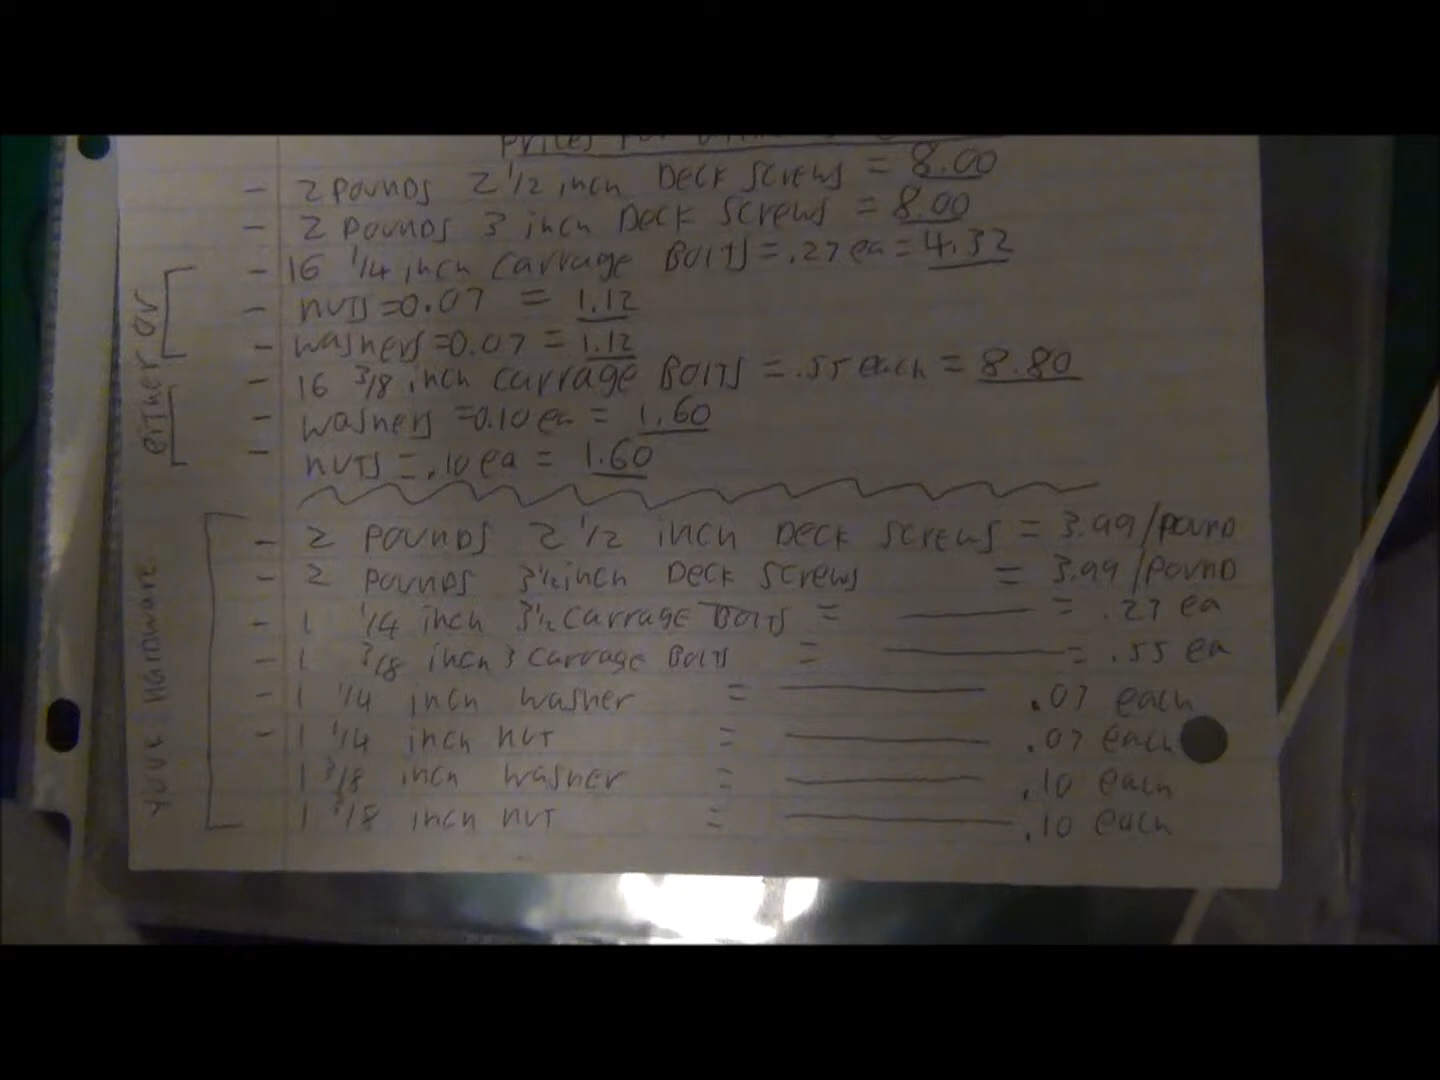 Prices for
- 2 Pounds 2 1/2 inch Deck Screws = 8.00
- 2 Pounds 3 inch Deck Screws = 8.00
- 16 1/4 inch Carrage Bolts = .27 ea = 4.32
- nuts = 0.07 = 1.12
- washers = 0.07 = 1.12
- 16 3/8 inch Carrage Bolts = .55 each = 8.80
- washers = 0.10 ea = 1.60
- nuts = .10 ea = 1.60
either or
- 2 Pounds 2 1/2 inch Deck Screws = 3.99/Pound
- 2 Pounds 3 1/2 inch Deck Screws = 3.99/Pound
- 1 1/4 inch 3 1/2 Carrage Bolts = = .27 ea
- 1 3/8 inch 3 Carrage Bolts = = .55 ea
- 1 1/4 inch washer = .07 each
- 1 1/4 inch nut = .07 each
1 3/8 inch washer = .10 each
1 3/8 inch nut = .10 each
Hardware